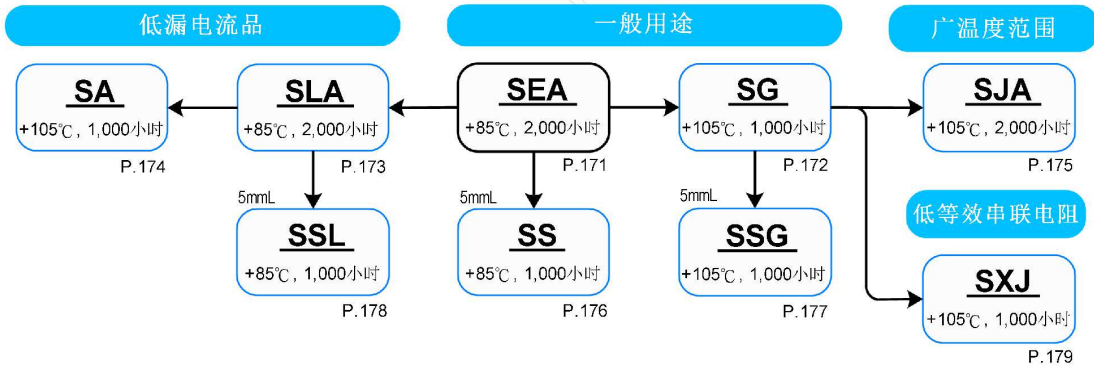 低漏电流品
一般用途
广温度范围
SA
+105℃, 1,000小时
P.174
SLA
+85℃, 2,000小时
P.173
SEA
+85℃, 2,000小时
P.171
SG
+105℃, 1,000小时
P.172
SJA
+105℃, 2,000小时
P.175
5mmL
SSL
+85℃, 1,000小时
P.178
5mmL
SS
+85℃, 1,000小时
P.176
5mmL
SSG
+105℃, 1,000小时
P.177
低等效串联电阻
SXJ
+105℃, 1,000小时
P.179